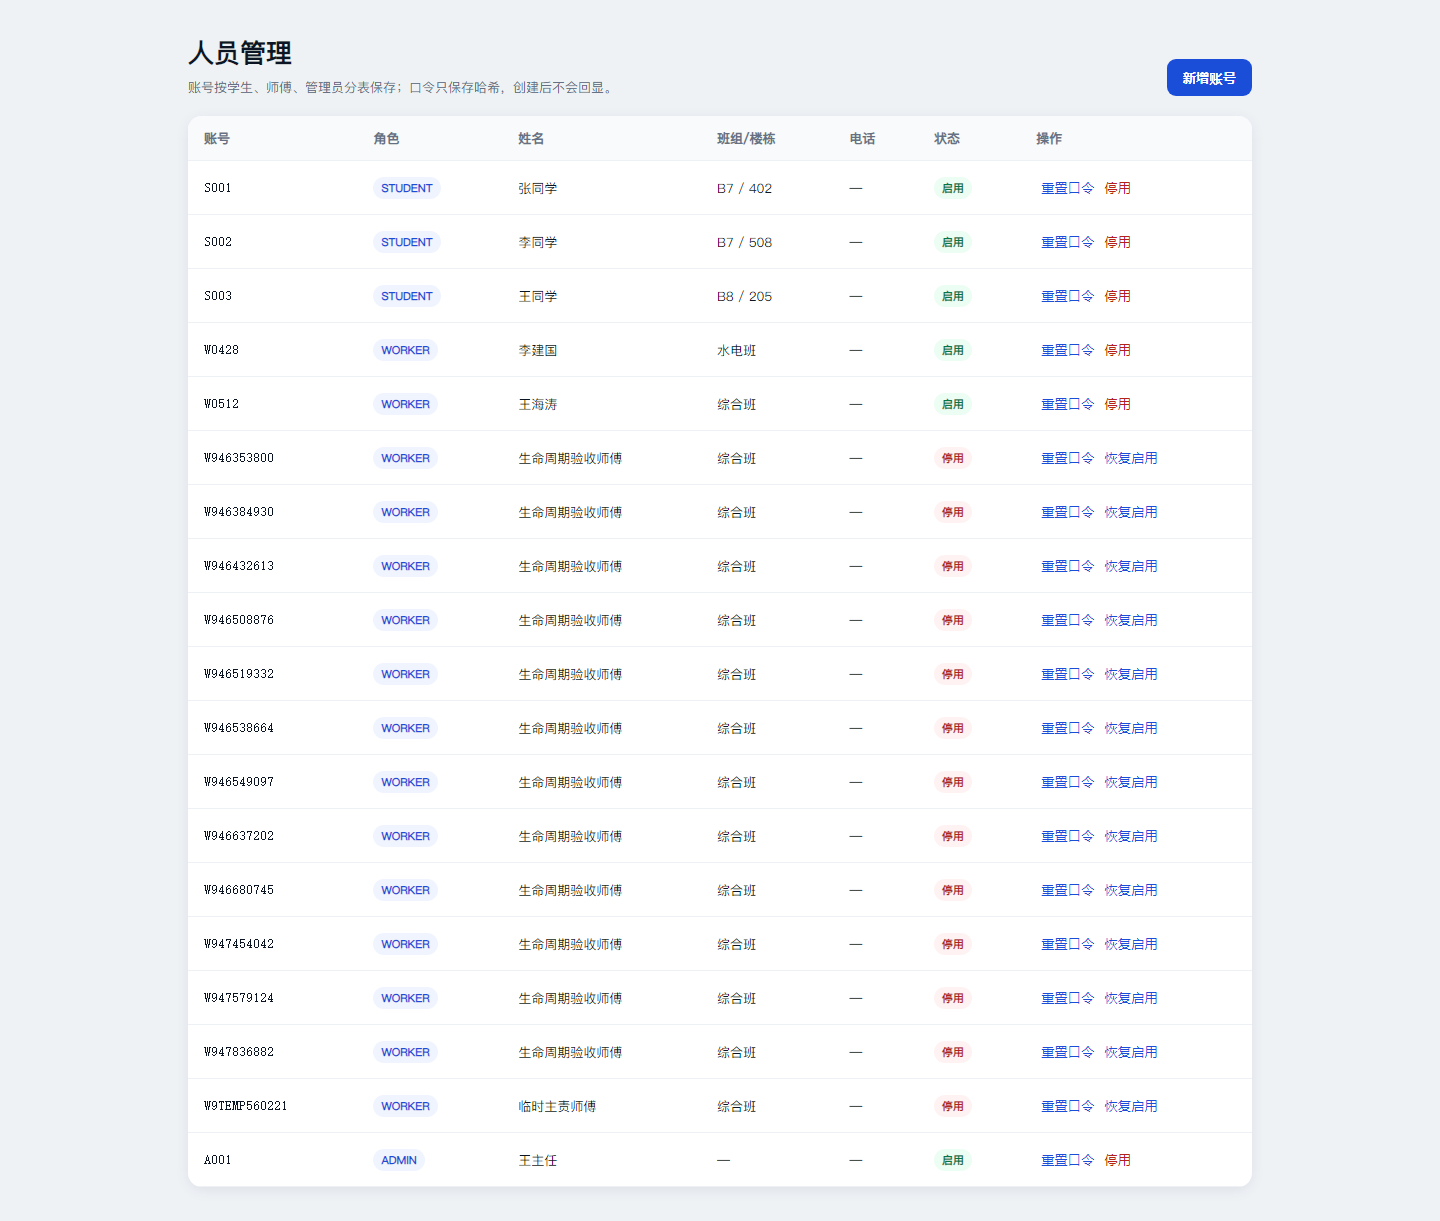 人员管理
账号按学生、师傅、管理员分表保存；口令只保存哈希，创建后不会回显。
新增账号
账号 角色 姓名 班组/楼栋 电话 状态 操作
S001 STUDENT 张同学 B7 / 402 — 启用 重置口令 停用
S002 STUDENT 李同学 B7 / 508 — 启用 重置口令 停用
S003 STUDENT 王同学 B8 / 205 — 启用 重置口令 停用
W0428 WORKER 李建国 水电班 — 启用 重置口令 停用
W0512 WORKER 王海涛 综合班 — 启用 重置口令 停用
W946353800 WORKER 生命周期验收师傅 综合班 — 停用 重置口令 恢复启用
W946384930 WORKER 生命周期验收师傅 综合班 — 停用 重置口令 恢复启用
W946432613 WORKER 生命周期验收师傅 综合班 — 停用 重置口令 恢复启用
W946508876 WORKER 生命周期验收师傅 综合班 — 停用 重置口令 恢复启用
W946519332 WORKER 生命周期验收师傅 综合班 — 停用 重置口令 恢复启用
W946538664 WORKER 生命周期验收师傅 综合班 — 停用 重置口令 恢复启用
W946549097 WORKER 生命周期验收师傅 综合班 — 停用 重置口令 恢复启用
W946637202 WORKER 生命周期验收师傅 综合班 — 停用 重置口令 恢复启用
W946680745 WORKER 生命周期验收师傅 综合班 — 停用 重置口令 恢复启用
W947454042 WORKER 生命周期验收师傅 综合班 — 停用 重置口令 恢复启用
W947579124 WORKER 生命周期验收师傅 综合班 — 停用 重置口令 恢复启用
W947836882 WORKER 生命周期验收师傅 综合班 — 停用 重置口令 恢复启用
W9TEMP560221 WORKER 临时主责师傅 综合班 — 停用 重置口令 恢复启用
A001 ADMIN 王主任 — — 启用 重置口令 停用